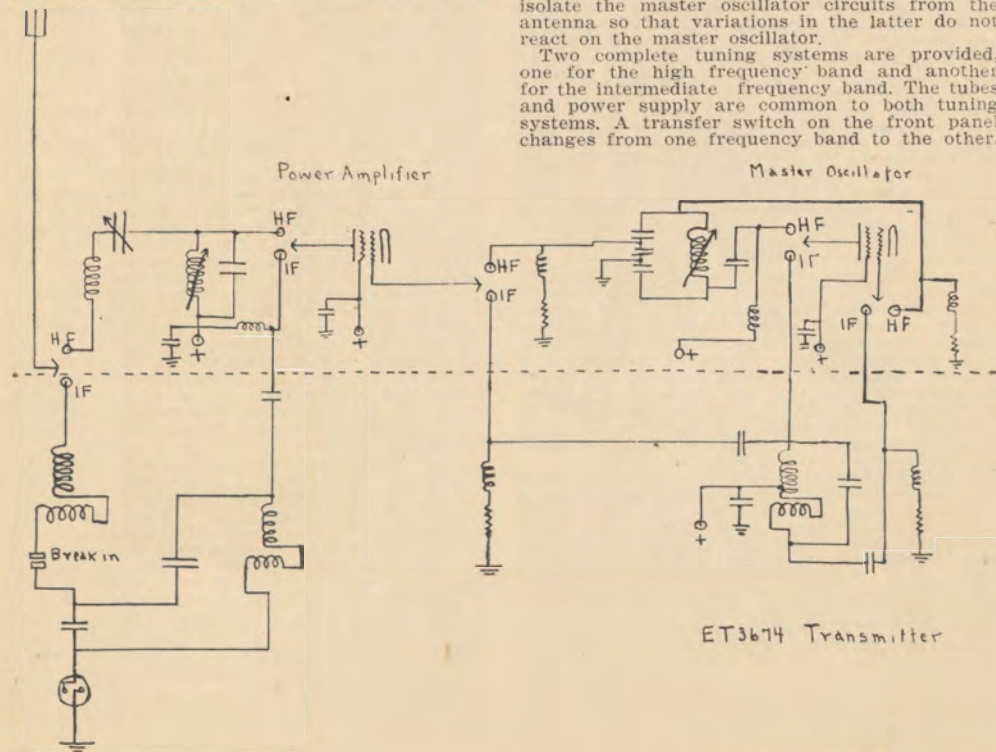 isolate the master oscillator circuits from the
antenna so that variations in the latter do not
react on the master oscillator.
Two complete tuning systems are provided,
one for the high frequency band and another
for the intermediate frequency band. The tubes
and power supply are common to both tuning
systems. A transfer switch on the front panel
changes from one frequency band to the other.
Power Amplifier
Master Oscillator
HF
IF
HF
IF
HF
IF
IF HF
HF
IF
+
+
+
+
+
Break in
ET3674 Transmitter